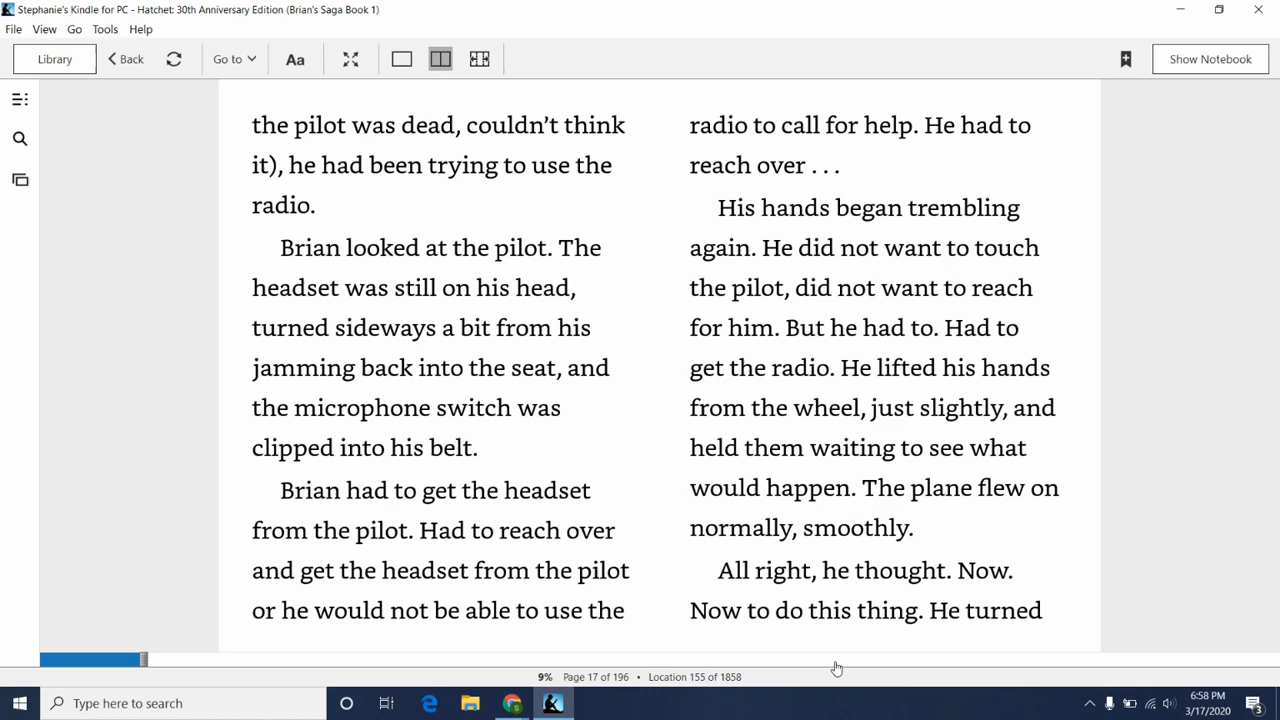 Stephanie's Kindle for PC - Hatchet: 30th Anniversary Edition (Brian's Saga Book 1)
File View Go Tools Help
Library Back Go to Aa Show Notebook
the pilot was dead, couldn't think
it), he had been trying to use the
radio.
Brian looked at the pilot. The
headset was still on his head,
turned sideways a bit from his
jamming back into the seat, and
the microphone switch was
clipped into his belt.
Brian had to get the headset
from the pilot. Had to reach over
and get the headset from the pilot
or he would not be able to use the
radio to call for help. He had to
reach over . . .
His hands began trembling
again. He did not want to touch
the pilot, did not want to reach
for him. But he had to. Had to
get the radio. He lifted his hands
from the wheel, just slightly, and
held them waiting to see what
would happen. The plane flew on
normally, smoothly.
All right, he thought. Now.
Now to do this thing. He turned
9% Page 17 of 196 • Location 155 of 1858
Type here to search
6:58 PM
3/17/2020
3